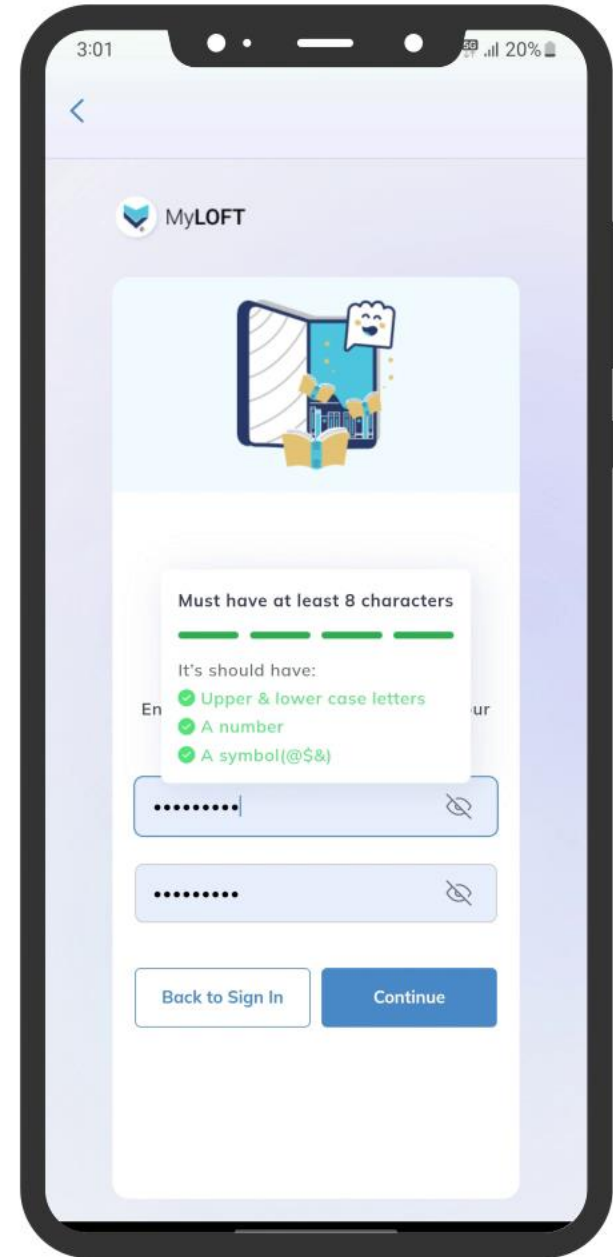 3:01
5G 20%
MyLOFT
Must have at least 8 characters
It's should have:
Upper & lower case letters
En ur
A number
A symbol(@$&)
•••••••••
•••••••••
Back to Sign In
Continue